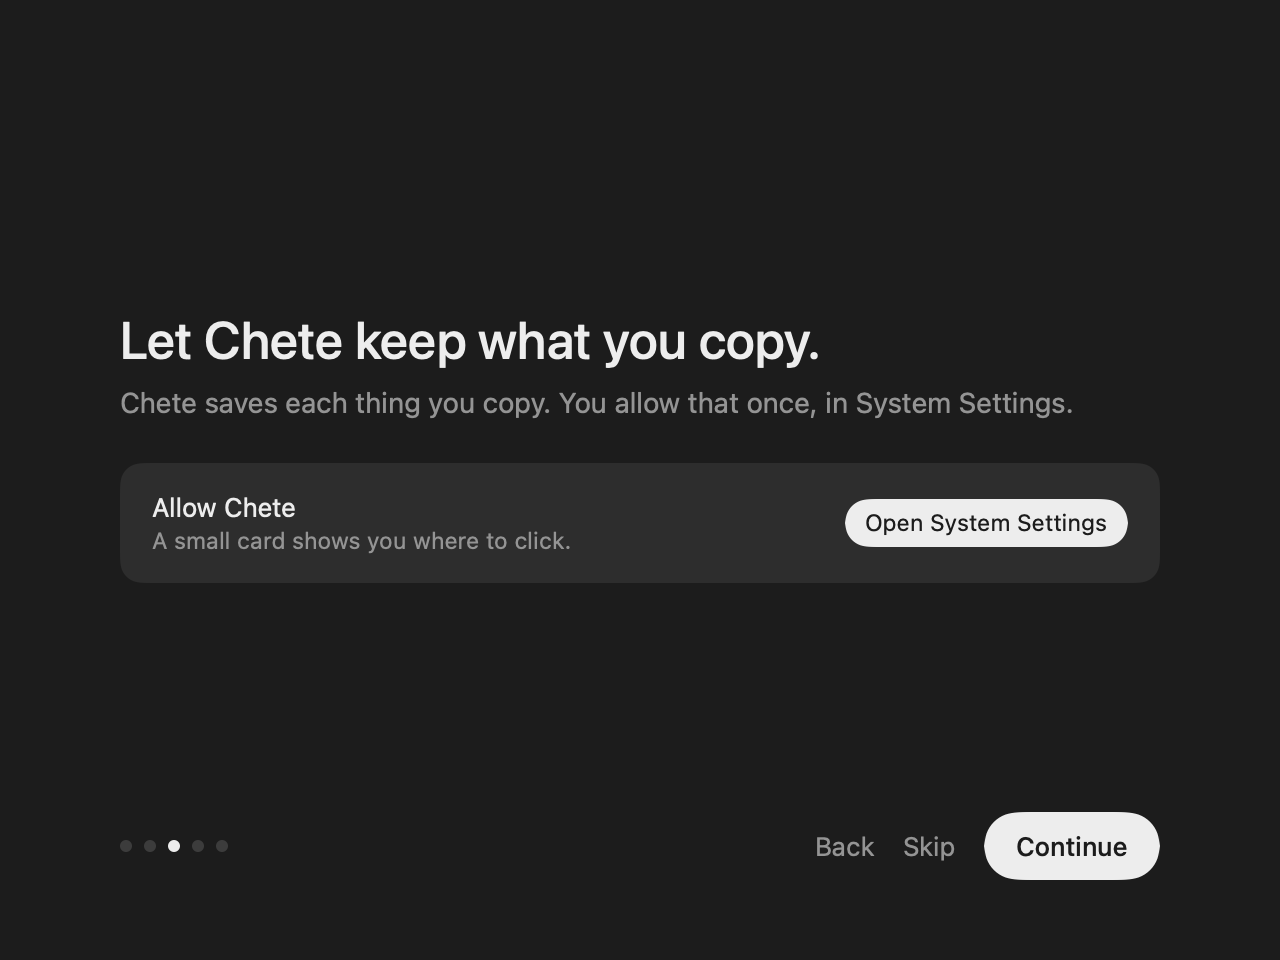 Let Chete keep what you copy.
Chete saves each thing you copy. You allow that once, in System Settings.
Allow Chete
A small card shows you where to click.
Open System Settings
Back
Skip
Continue